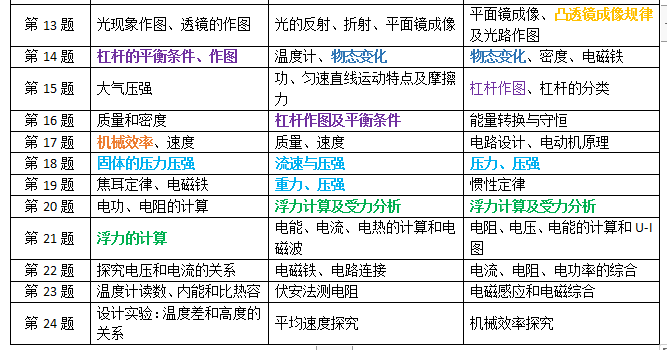 第 13 题 光现象作图、透镜的作图 光的反射、折射、平面镜成像 平面镜成像、凸透镜成像规律
及光路作图
第 14 题 杠杆的平衡条件、作图 温度计、物态变化 物态变化、密度、电磁铁
第 15 题 大气压强 功、匀速直线运动特点及摩擦
力 杠杆作图、杠杆的分类
第 16 题 质量和密度 杠杆作图及平衡条件 能量转换与守恒
第 17 题 机械效率、速度 质量、速度 电路设计、电动机原理
第 18 题 固体的压力压强 流速与压强 压力、压强
第 19 题 焦耳定律、电磁铁 重力、压强 惯性定律
第 20 题 电功、电阻的计算 浮力计算及受力分析 浮力计算及受力分析
第 21 题 浮力的计算 电能、电流、电热的计算和电
磁波 电阻、电压、电能的计算和 U-I
图
第 22 题 探究电压和电流的关系 电磁铁、电路连接 电流、电阻、电功率的综合
第 23 题 温度计读数、内能和比热容 伏安法测电阻 电磁感应和电磁综合
第 24 题 设计实验：温度差和高度的
关系 平均速度探究 机械效率探究